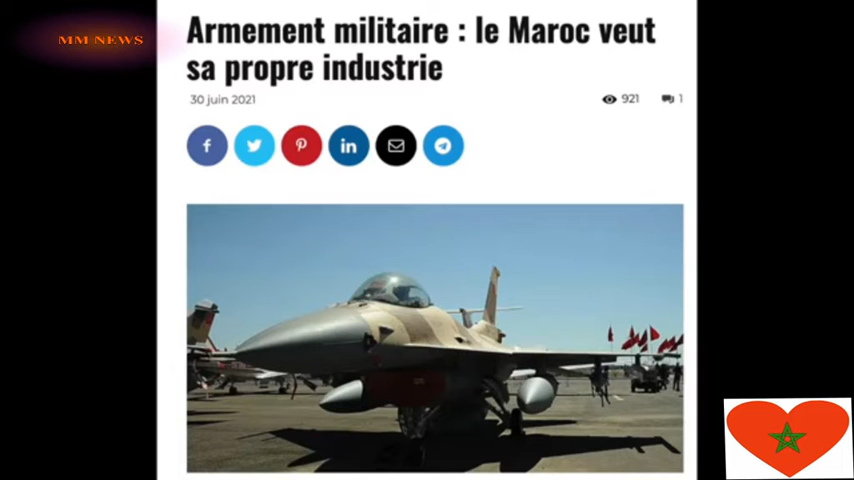 MM NEWS
Armement militaire : le Maroc veut
sa propre industrie
30 juin 2021
921
1